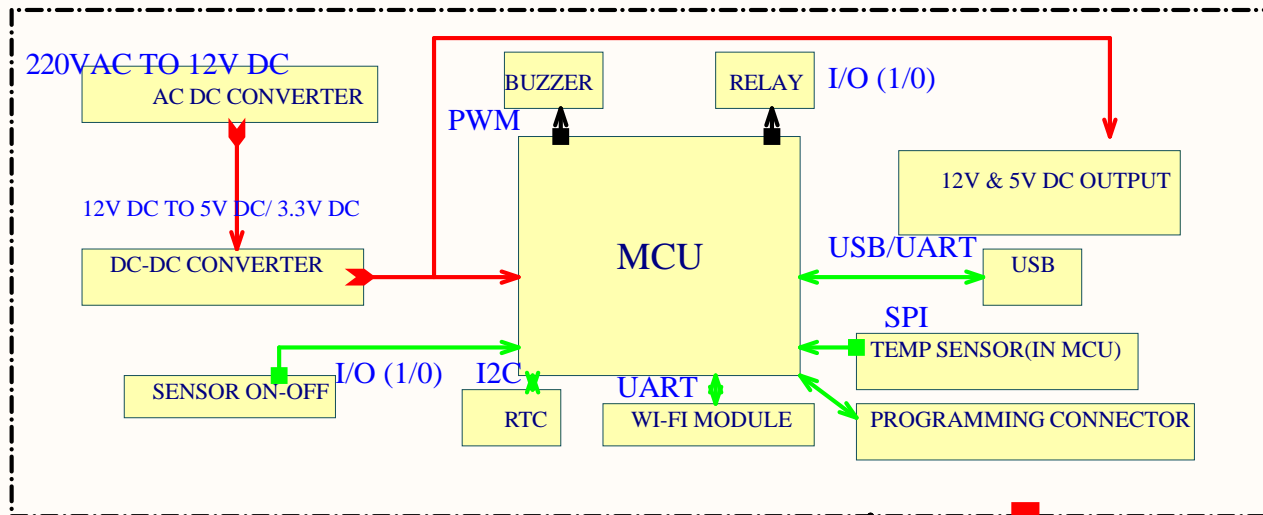 220VAC TO 12V DC
AC DC CONVERTER
BUZZER
RELAY
I/O (1/0)
PWM
12V & 5V DC OUTPUT
12V DC TO 5V DC/ 3.3V DC
DC-DC CONVERTER
MCU
USB/UART
USB
SPI
TEMP SENSOR(IN MCU)
I/O (1/0)
SENSOR ON-OFF
I2C
RTC
UART
WI-FI MODULE
PROGRAMMING CONNECTOR